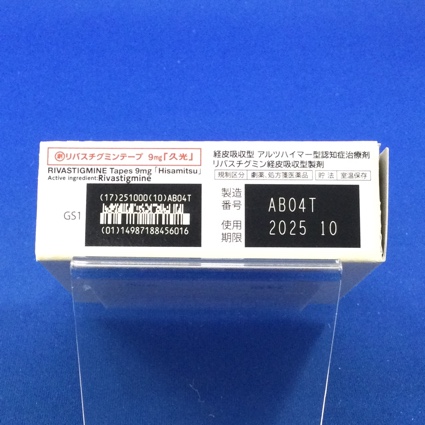 劇 リバスチグミンテープ 9mg「久光」
RIVASTIGMINE Tapes 9mg「Hisamitsu」
Active ingredient:Rivastigmine
経皮吸収型 アルツハイマー型認知症治療剤
リバスチグミン経皮吸収型製剤
規制区分 劇薬、処方箋医薬品 貯 法 室温保存
GS1
(17)251000(10)AB04T
(01)14987188456016
製造番号 AB04T
使用期限 2025 10